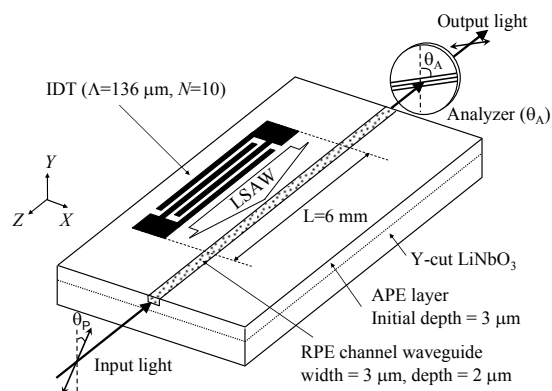 Output light
θA
Analyzer (θA)
IDT (Λ=136 μm, N=10)
LSAW
Y
Z
X
L=6 mm
Y-cut LiNbO3
APE layer
Initial depth = 3 μm
RPE channel waveguide
width = 3 μm, depth = 2 μm
θP
Input light